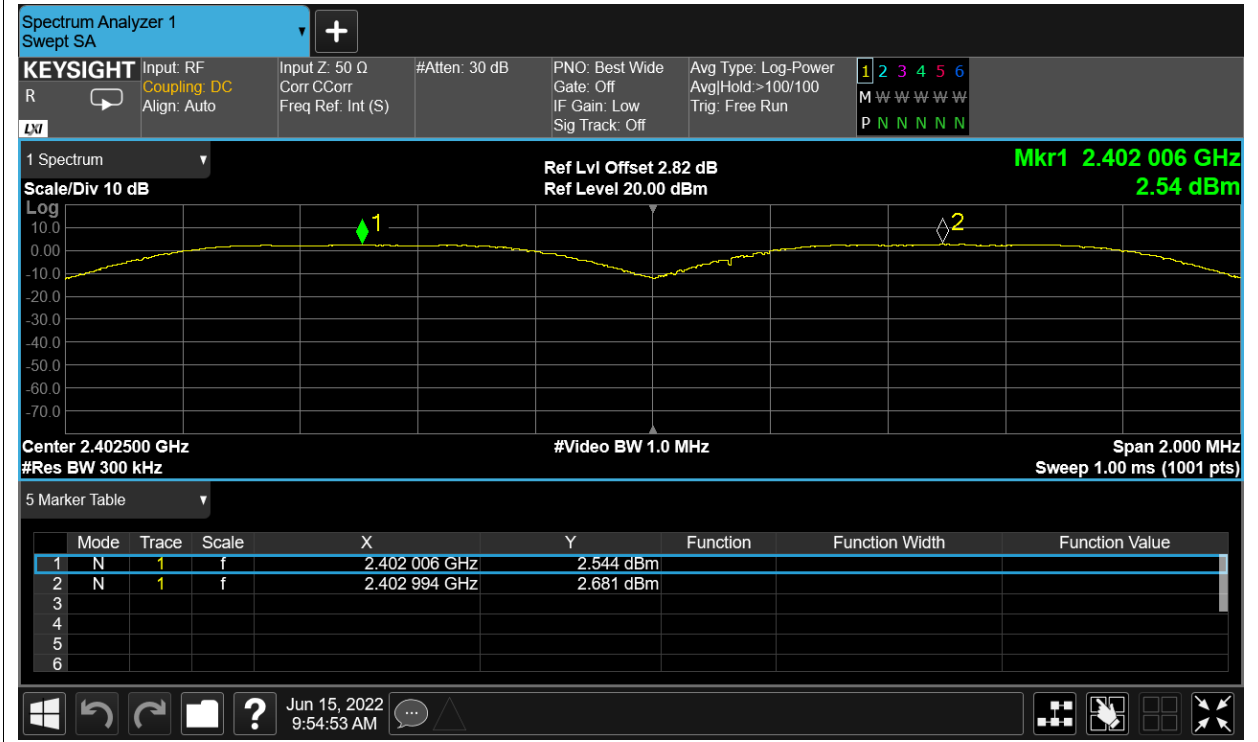 Spectrum Analyzer 1
Swept SA
KEYSIGHT
R
LXI
Input: RF
Coupling: DC
Align: Auto
Input Z: 50 Ω
Corr CCorr
Freq Ref: Int (S)
#Atten: 30 dB
PNO: Best Wide
Gate: Off
IF Gain: Low
Sig Track: Off
Avg Type: Log-Power
Avg|Hold:>100/100
Trig: Free Run
1 2 3 4 5 6
M W W W W W
P N N N N N
1 Spectrum
Scale/Div 10 dB
Ref Lvl Offset 2.82 dB
Ref Level 20.00 dBm
Mkr1 2.402 006 GHz
2.54 dBm
Log
10.0
0.00
-10.0
-20.0
-30.0
-40.0
-50.0
-60.0
-70.0
1
2
Center 2.402500 GHz
#Video BW 1.0 MHz
Span 2.000 MHz
#Res BW 300 kHz
Sweep 1.00 ms (1001 pts)
5 Marker Table
Mode Trace Scale X Y Function Function Width Function Value
1 N 1 f 2.402 006 GHz 2.544 dBm
2 N 1 f 2.402 994 GHz 2.681 dBm
3
4
5
6
?
Jun 15, 2022
9:54:53 AM